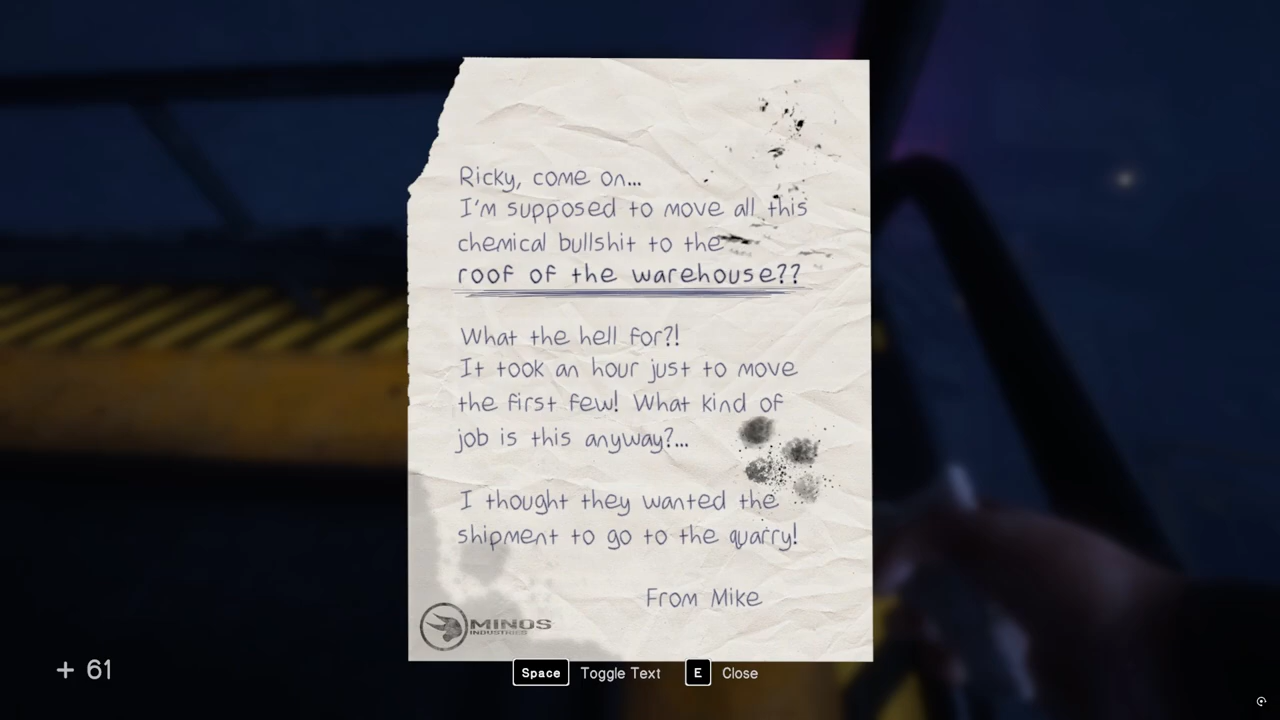 Ricky, come on...
I'm supposed to move all this
chemical bullshit to the
roof of the warehouse??
What the hell for?!
It took an hour just to move
the first few! What kind of
job is this anyway?...
I thought they wanted the
shipment to go to the quarry!
From Mike
MINOS
INDUSTRIES
+ 61
Space Toggle Text E Close